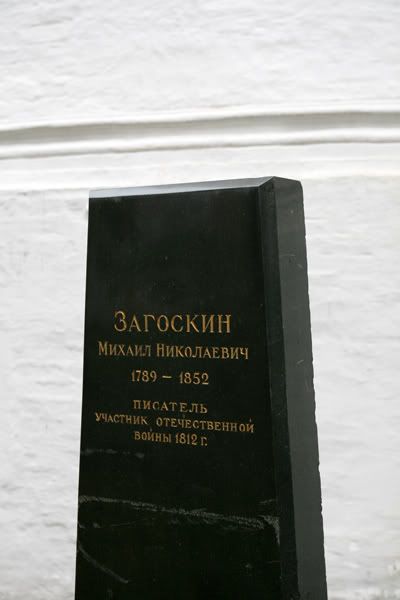 ЗАГОСКИН
МИХАИЛ НИКОЛАЕВИЧ
1789 — 1852
ПИСАТЕЛЬ
УЧАСТНИК ОТЕЧЕСТВЕННОЙ
ВОЙНЫ 1812 Г.